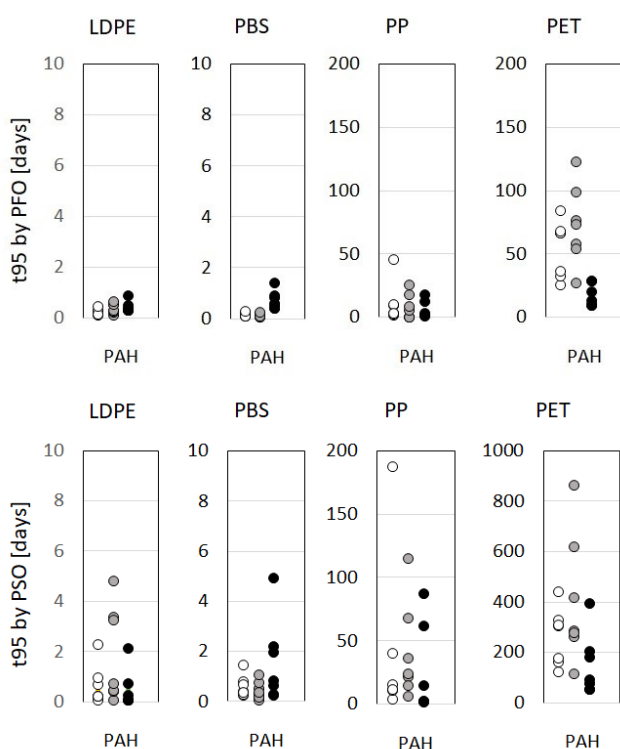 LDPE PBS PP PET
t95 by PFO [days]
10 10 200 200
8 8 150 150
6 6 100 100
4 4 50 50
2 2 0 0
0 0
PAH PAH PAH PAH
LDPE PBS PP PET
t95 by PSO [days]
10 10 200 1000
8 8 150 800
6 6 100 600
4 4 50 400
2 2 0 200
0 0 0
PAH PAH PAH PAH